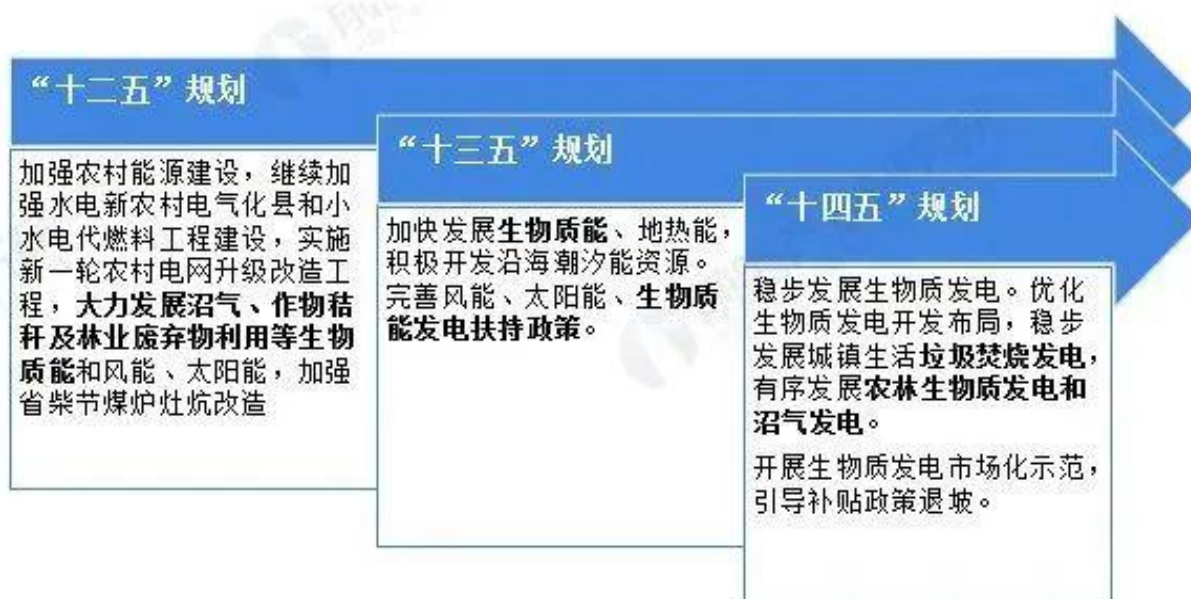 “十二五”规划
加强农村能源建设，继续加
强水电新农村电气化县和小
水电代燃料工程建设，实施
新一轮农村电网升级改造工
程，大力发展沼气、作物秸
秆及林业废弃物利用等生物
质能和风能、太阳能，加强
省柴节煤炉灶炕改造
“十三五”规划
加快发展生物质能、地热能，
积极开发沿海潮汐能资源。
完善风能、太阳能、生物质
能发电扶持政策。
“十四五”规划
稳步发展生物质发电。优化
生物质发电开发布局，稳步
发展城镇生活垃圾焚烧发电，
有序发展农林生物质发电和
沼气发电。
开展生物质发电市场化示范，
引导补贴政策退坡。